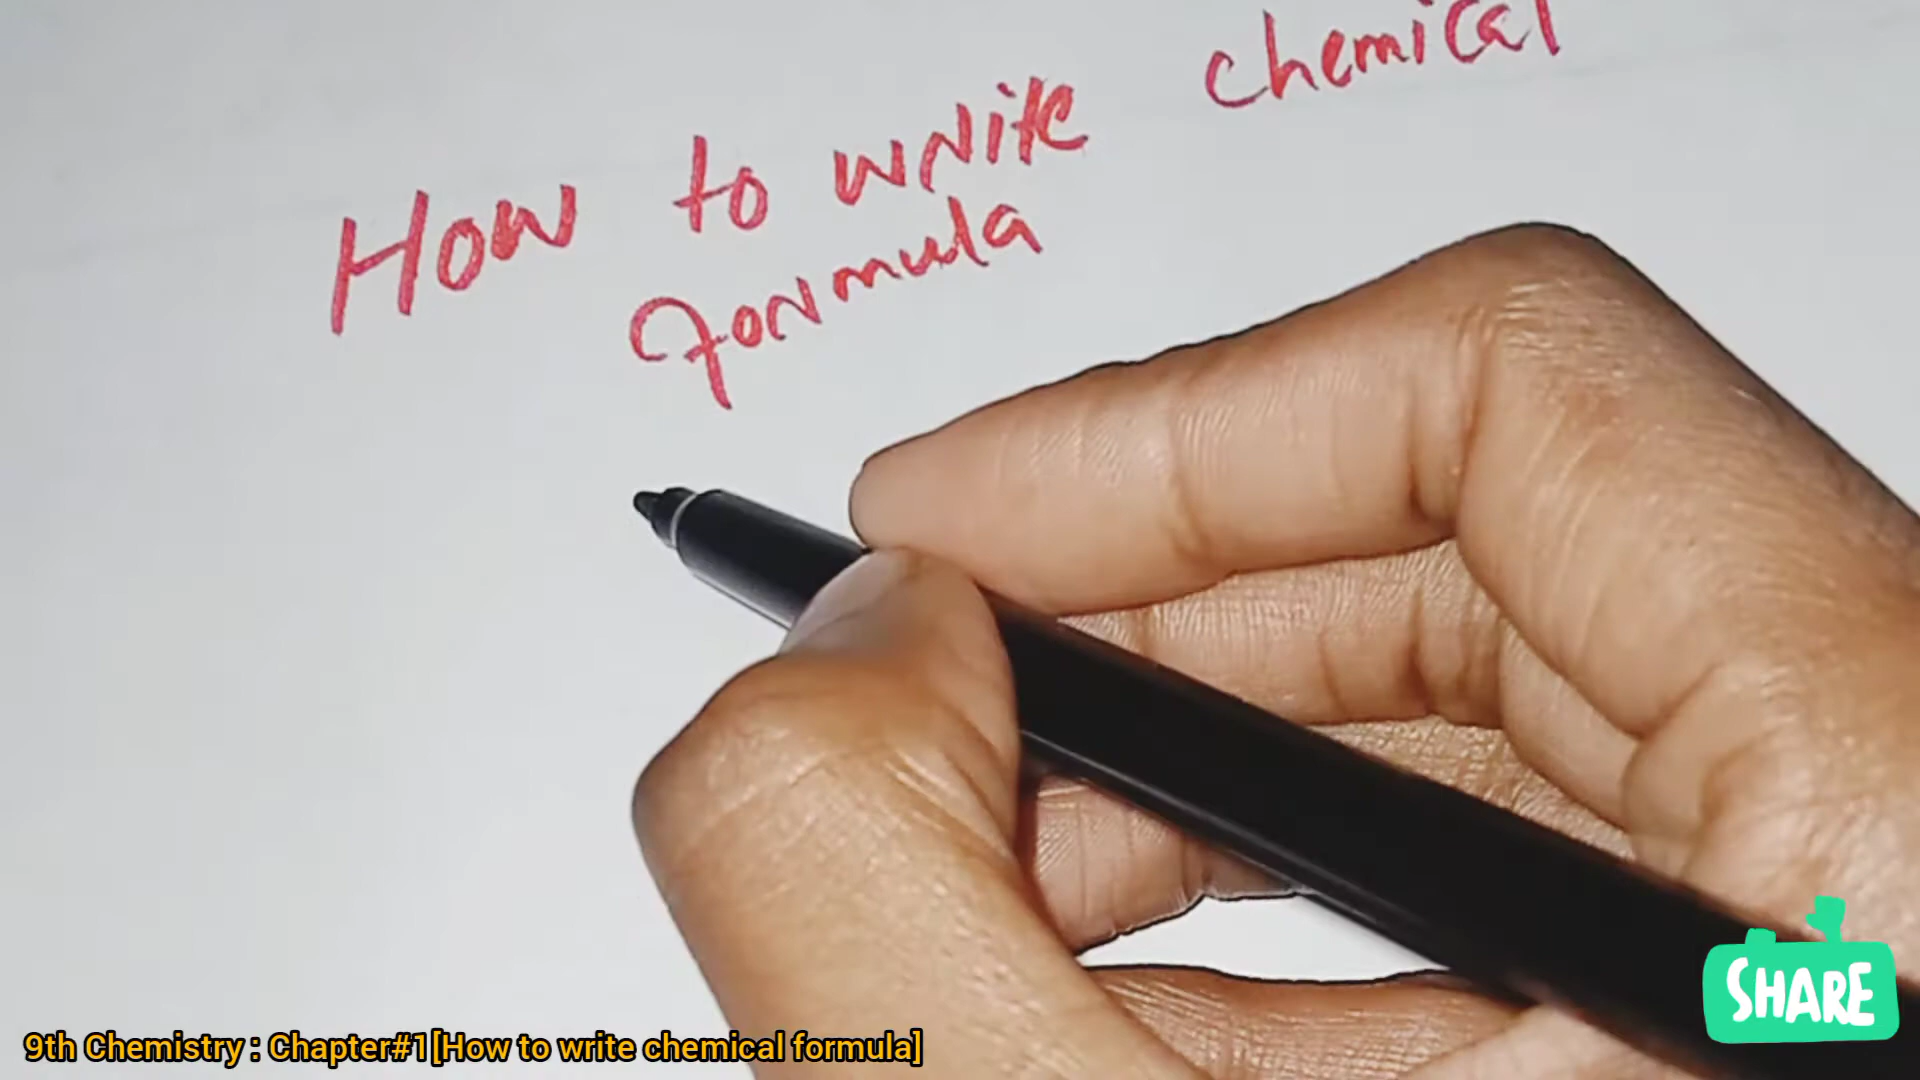 How to write chemical
formula
SHARE
9th Chemistry : Chapter#1[How to write chemical formula]